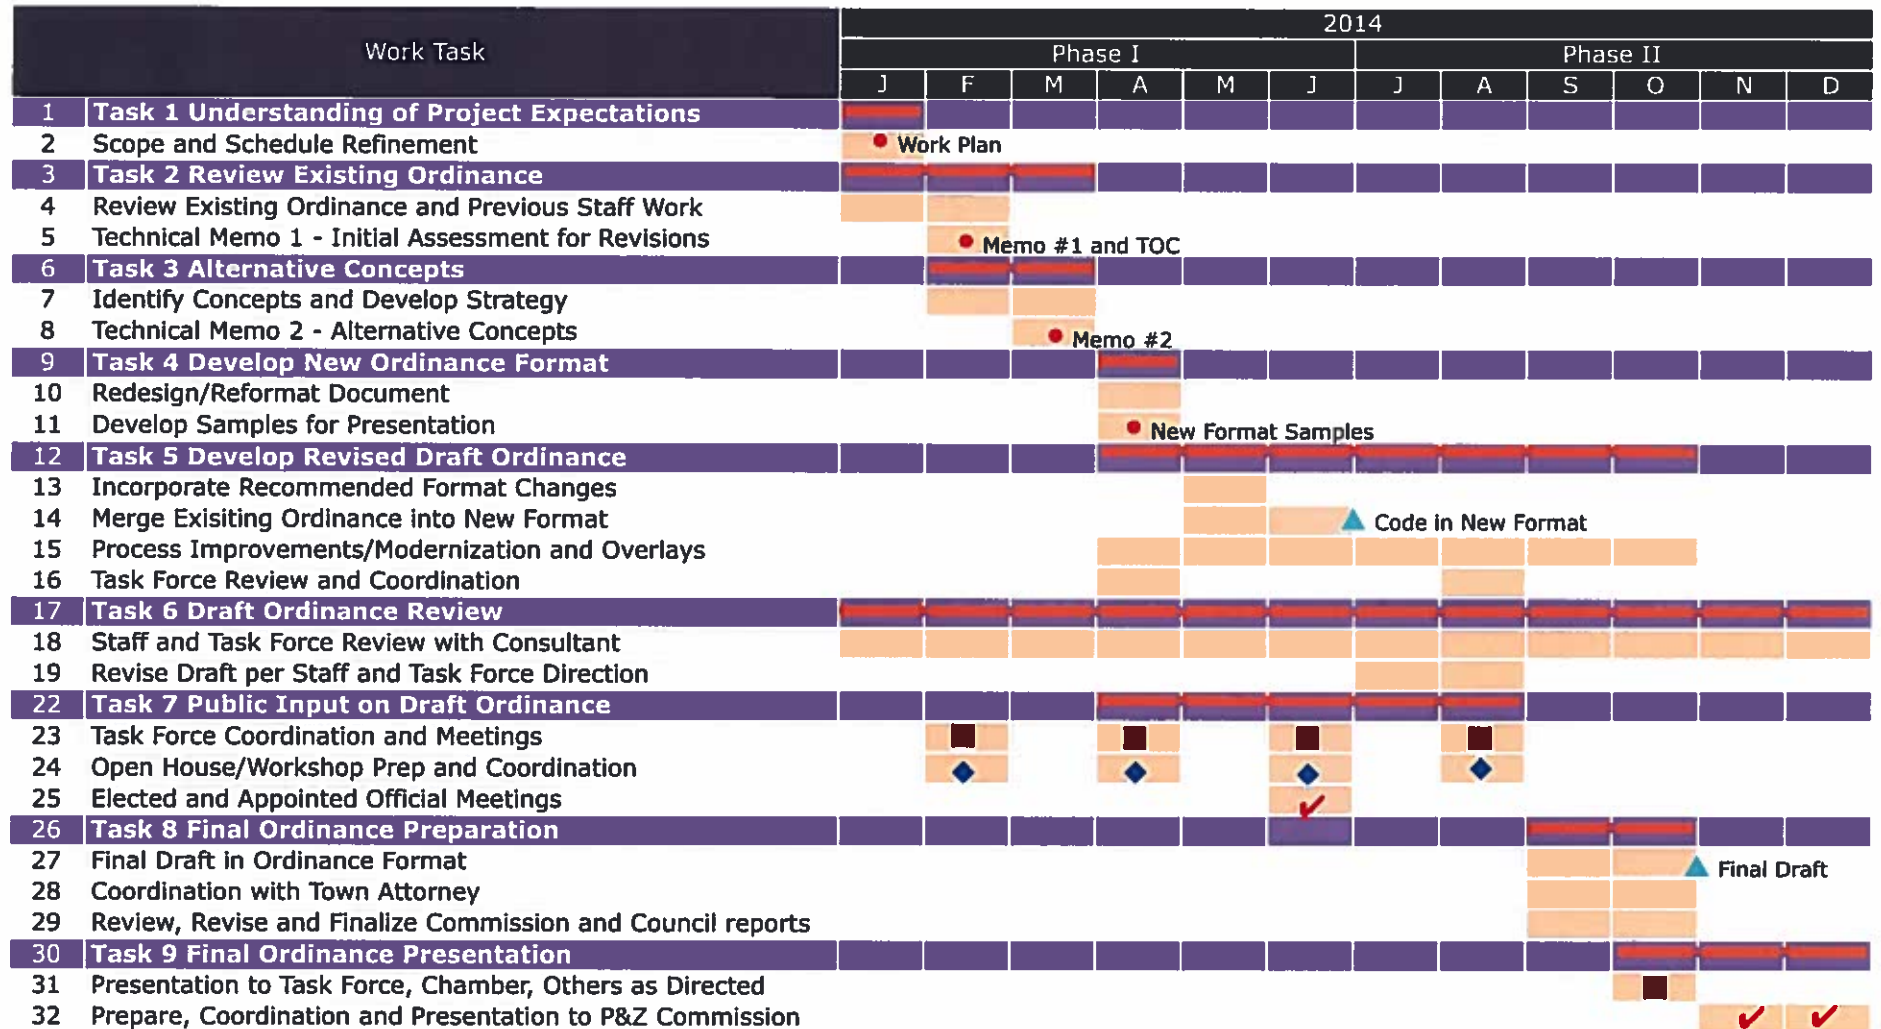 2014
Work Task
Phase I Phase II
J F M A M J J A S O N D
1 Task 1 Understanding of Project Expectations
2 Scope and Schedule Refinement Work Plan
3 Task 2 Review Existing Ordinance
4 Review Existing Ordinance and Previous Staff Work
5 Technical Memo 1 - Initial Assessment for Revisions Memo #1 and TOC
6 Task 3 Alternative Concepts
7 Identify Concepts and Develop Strategy
8 Technical Memo 2 - Alternative Concepts Memo #2
9 Task 4 Develop New Ordinance Format
10 Redesign/Reformat Document
11 Develop Samples for Presentation New Format Samples
12 Task 5 Develop Revised Draft Ordinance
13 Incorporate Recommended Format Changes
14 Merge Exisiting Ordinance into New Format Code in New Format
15 Process Improvements/Modernization and Overlays
16 Task Force Review and Coordination
17 Task 6 Draft Ordinance Review
18 Staff and Task Force Review with Consultant
19 Revise Draft per Staff and Task Force Direction
22 Task 7 Public Input on Draft Ordinance
23 Task Force Coordination and Meetings
24 Open House/Workshop Prep and Coordination
25 Elected and Appointed Official Meetings
26 Task 8 Final Ordinance Preparation
27 Final Draft in Ordinance Format Final Draft
28 Coordination with Town Attorney
29 Review, Revise and Finalize Commission and Council reports
30 Task 9 Final Ordinance Presentation
31 Presentation to Task Force, Chamber, Others as Directed
32 Prepare, Coordination and Presentation to P&Z Commission